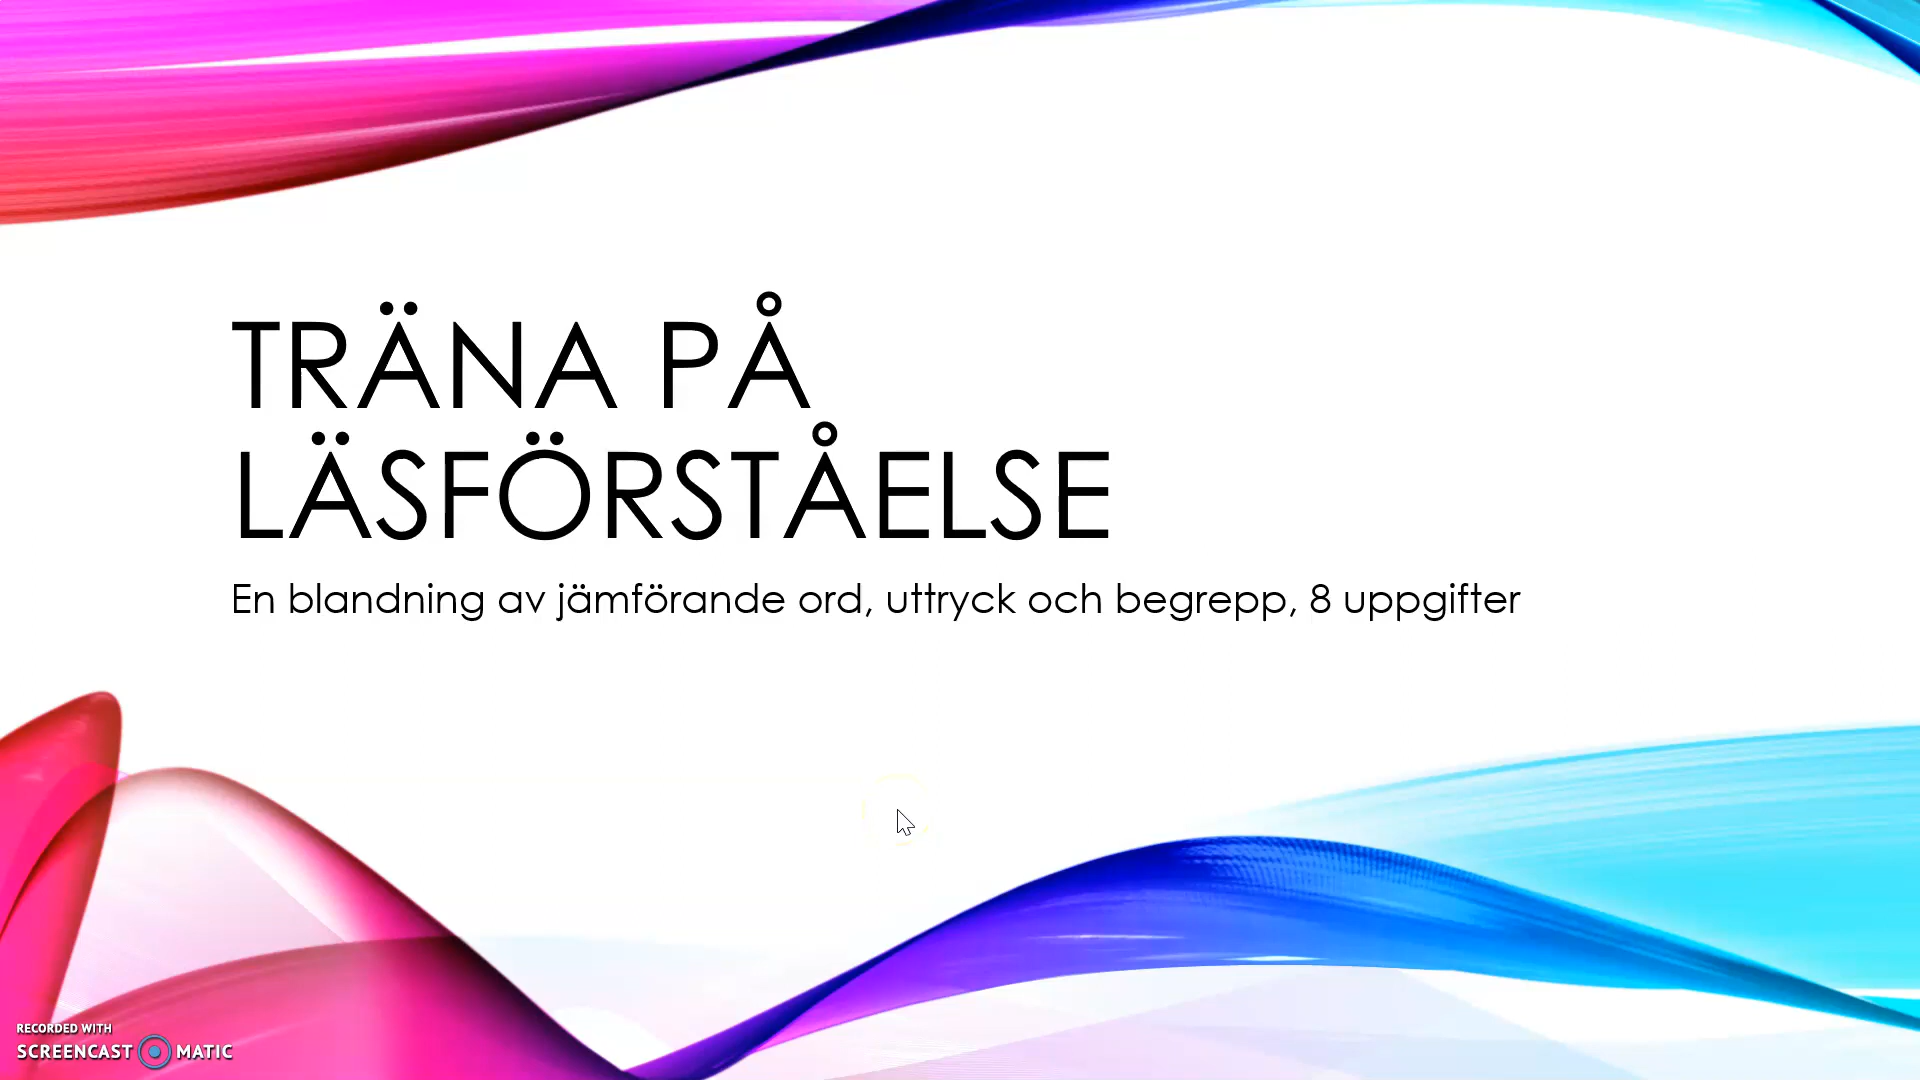 TRÄNA PÅ
LÄSFÖRSTÅELSE
En blandning av jämförande ord, uttryck och begrepp, 8 uppgifter
RECORDED WITH
SCREENCAST MATIC